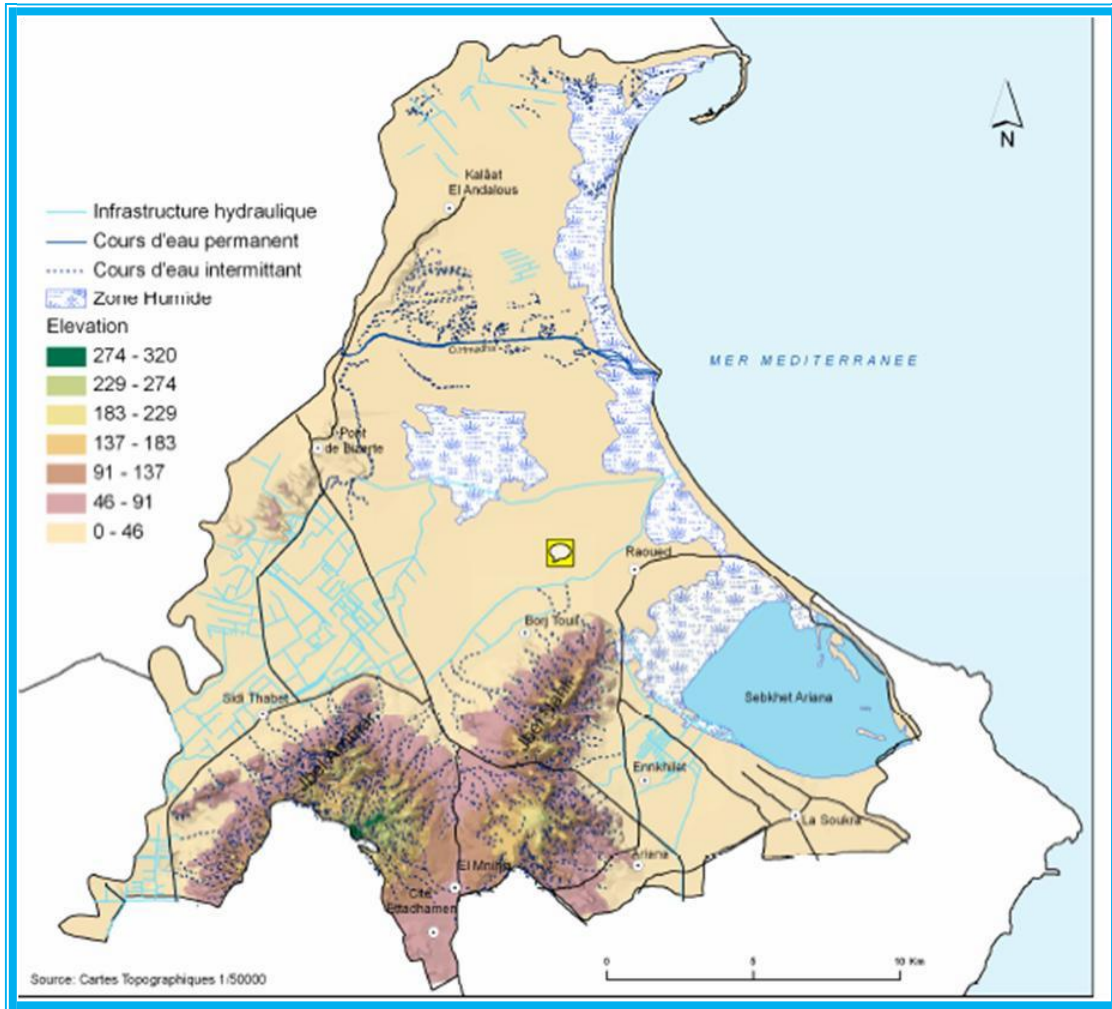 N
Kalâat
El Andalous
Infrastructure hydraulique
Cours d'eau permanent
Cours d'eau intermittant
Zone Humide
Elevation
274 - 320
229 - 274
183 - 229
137 - 183
91 - 137
46 - 91
0 - 46
MER MEDITERRANEE
Pont
de Bizerte
Raoued
Borj Touil
Sidi Thabet
Sebkhet Ariana
Ennkhilet
La Soukra
Ariana
El Mnihla
Cité
Ettadhamen
Source: Cartes Topographiques 1/50000
0 5 10 Km